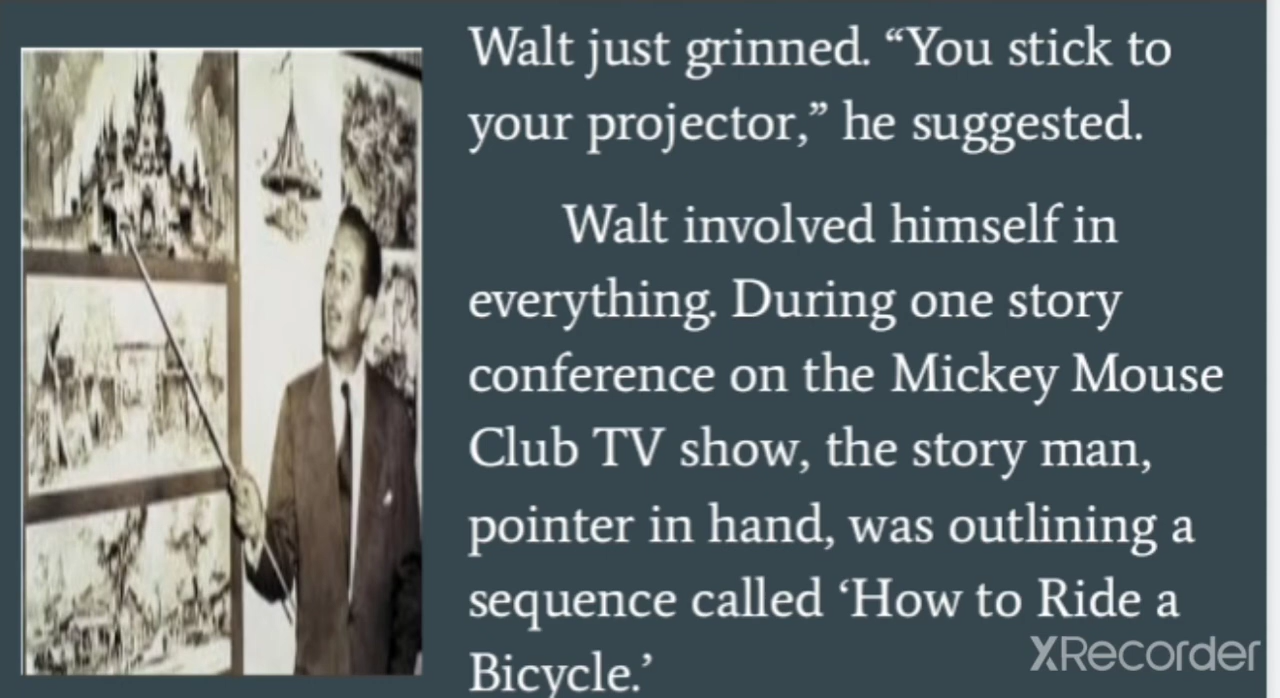 Walt just grinned. “You stick to
your projector,” he suggested.
Walt involved himself in
everything. During one story
conference on the Mickey Mouse
Club TV show, the story man,
pointer in hand, was outlining a
sequence called ‘How to Ride a
Bicycle.’
XRecorder